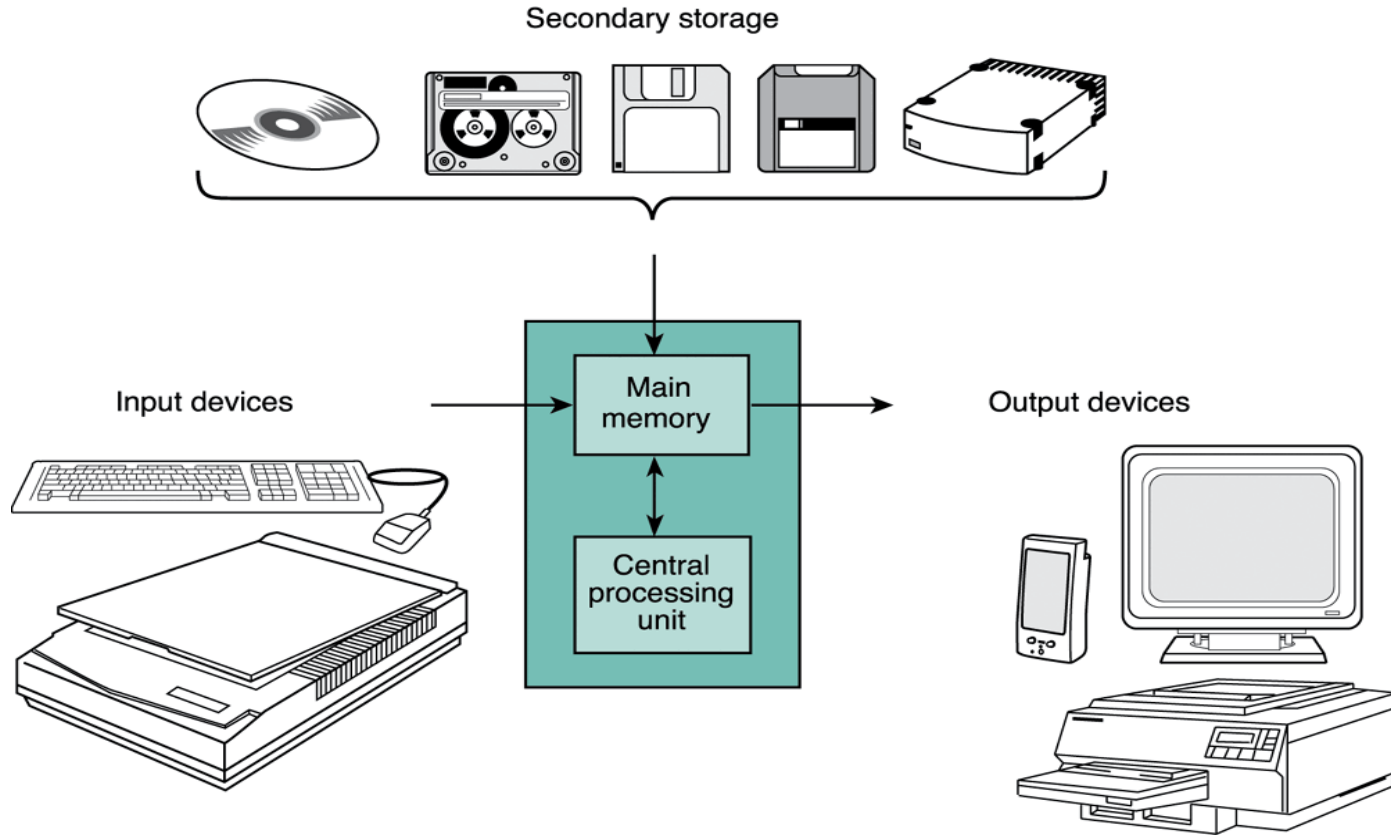 Secondary storage
Input devices
Main
memory
Output devices
Central
processing
unit